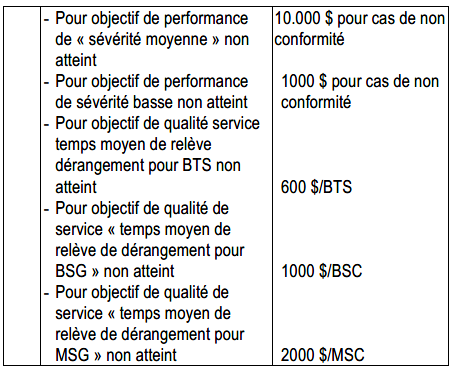 - Pour objectif de performance
de « sévérité moyenne » non
atteint
10.000 $ pour cas de non
conformité
- Pour objectif de performance
de sévérité basse non atteint
1000 $ pour cas de non
conformité
- Pour objectif de qualité service
temps moyen de relève
dérangement pour BTS non
atteint
600 $/BTS
- Pour objectif de qualité de
service « temps moyen de
relève de dérangement pour
BSG » non atteint
1000 $/BSC
- Pour objectif de qualité de
service « temps moyen de
relève de dérangement pour
MSG » non atteint
2000 $/MSC